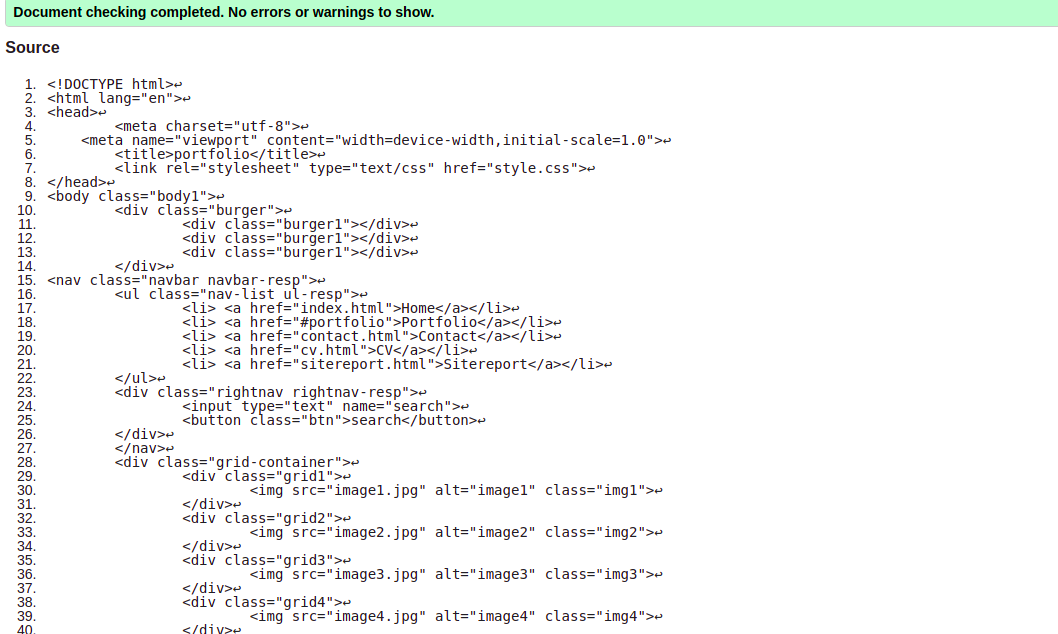 Document checking completed. No errors or warnings to show.
Source
1. <!DOCTYPE html>↩
2. <html lang="en">↩
3. <head>↩
4. <meta charset="utf-8">↩
5. <meta name="viewport" content="width=device-width,initial-scale=1.0">↩
6. <title>portfolio</title>↩
7. <link rel="stylesheet" type="text/css" href="style.css">↩
8. </head>↩
9. <body class="body1">↩
10. <div class="burger">↩
11. <div class="burger1"></div>↩
12. <div class="burger1"></div>↩
13. <div class="burger1"></div>↩
14. </div>↩
15. <nav class="navbar navbar-resp">↩
16. <ul class="nav-list ul-resp">↩
17. <li> <a href="index.html">Home</a></li>↩
18. <li> <a href="#portfolio">Portfolio</a></li>↩
19. <li> <a href="contact.html">Contact</a></li>↩
20. <li> <a href="cv.html">CV</a></li>↩
21. <li> <a href="sitereport.html">Sitereport</a></li>↩
22. </ul>↩
23. <div class="rightnav rightnav-resp">↩
24. <input type="text" name="search">↩
25. <button class="btn">search</button>↩
26. </div>↩
27. </nav>↩
28. <div class="grid-container">↩
29. <div class="grid1">↩
30. <img src="image1.jpg" alt="image1" class="img1">↩
31. </div>↩
32. <div class="grid2">↩
33. <img src="image2.jpg" alt="image2" class="img2">↩
34. </div>↩
35. <div class="grid3">↩
36. <img src="image3.jpg" alt="image3" class="img3">↩
37. </div>↩
38. <div class="grid4">↩
39. <img src="image4.jpg" alt="image4" class="img4">↩
40. </div>↩